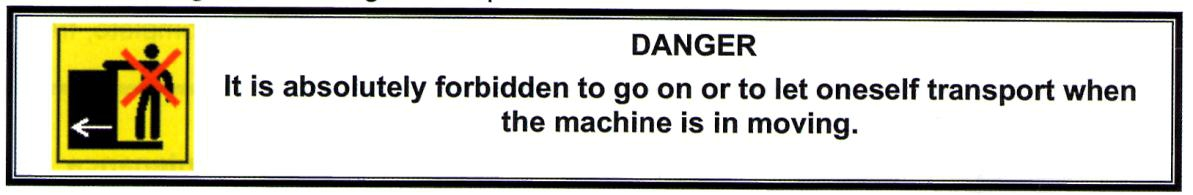 DANGER
It is absolutely forbidden to go on or to let oneself transport when
the machine is in moving.